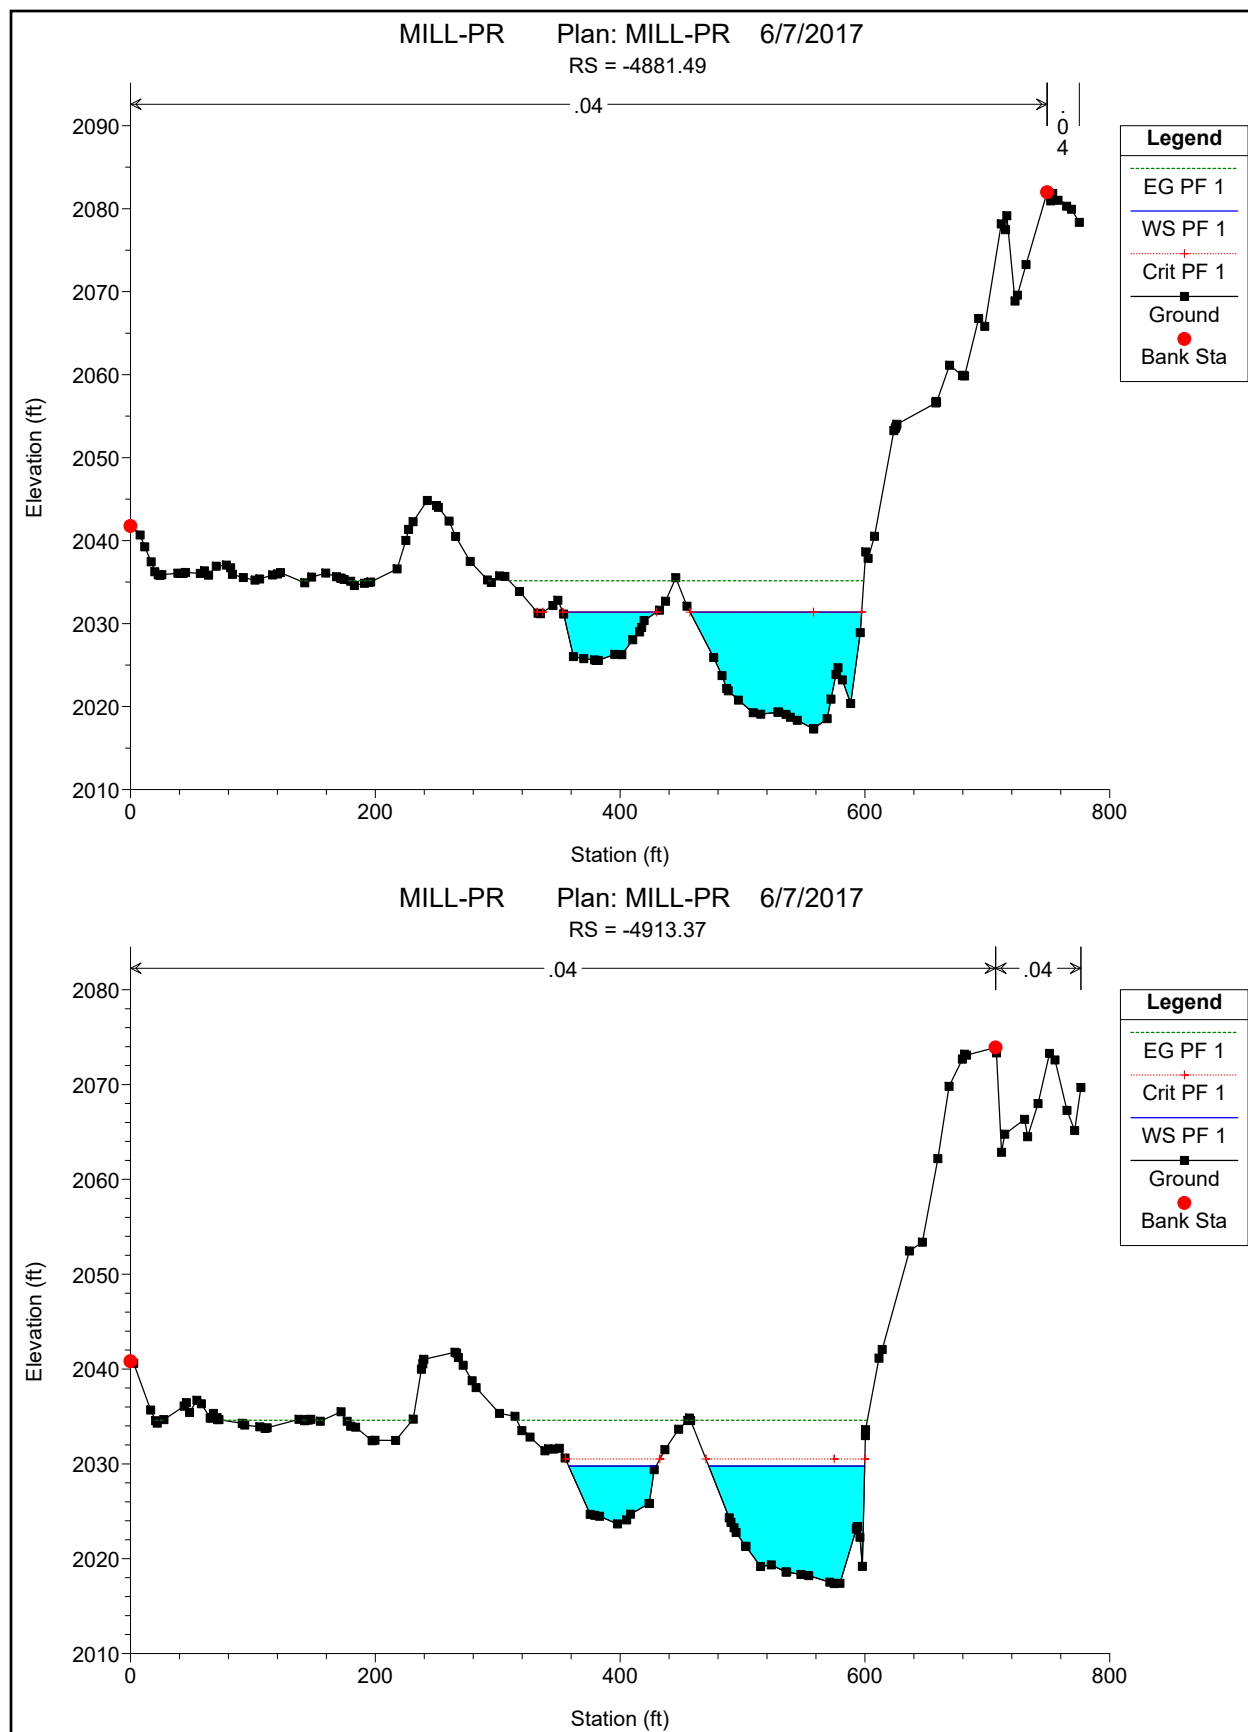 MILL-PR Plan: MILL-PR 6/7/2017
RS = -4881.49
.04
.04
2090
2080
2070
2060
2050
2040
2030
2020
2010
Elevation (ft)
0 200 400 600 800
Station (ft)
Legend
EG PF 1
WS PF 1
Crit PF 1
Ground
Bank Sta
MILL-PR Plan: MILL-PR 6/7/2017
RS = -4913.37
.04
.04
2080
2070
2060
2050
2040
2030
2020
2010
Elevation (ft)
0 200 400 600 800
Station (ft)
Legend
EG PF 1
Crit PF 1
WS PF 1
Ground
Bank Sta